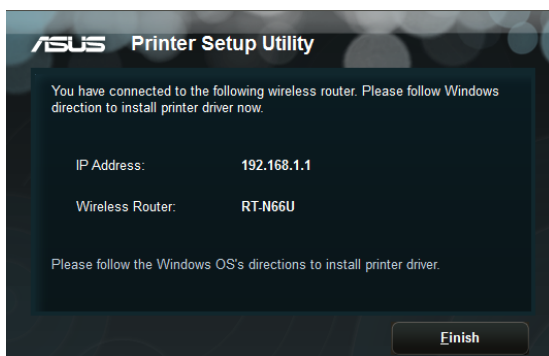 ASUS Printer Setup Utility
You have connected to the following wireless router. Please follow Windows
direction to install printer driver now.
IP Address: 192.168.1.1
Wireless Router: RT-N66U
Please follow the Windows OS's directions to install printer driver.
Finish